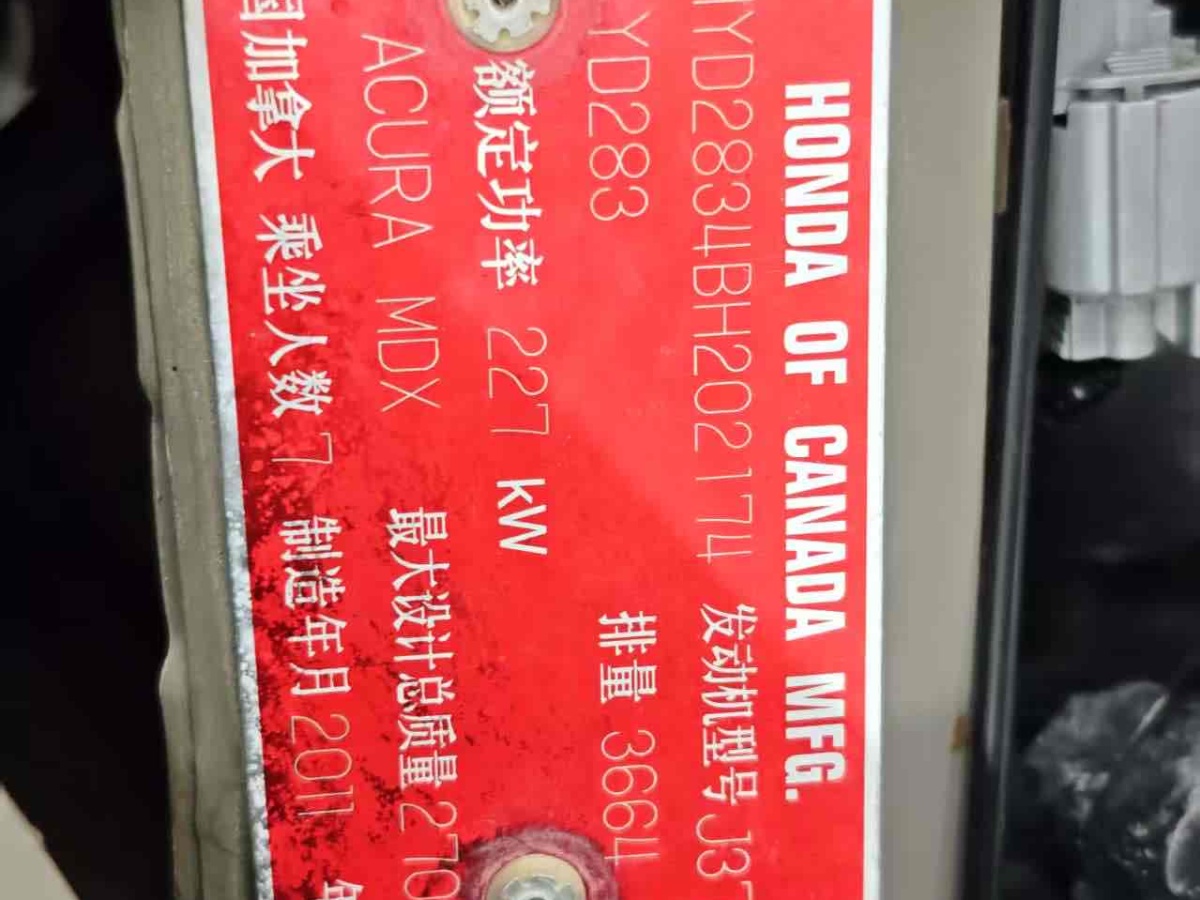 HONDA OF CANADA MFG.
YD2834BH202174 发动机型号 J37
YD283 排量 3664
额定功率 227 kW
ACURA MDX 最大设计总质量 270
国加拿大 乘坐人数 7 制造年月 2011